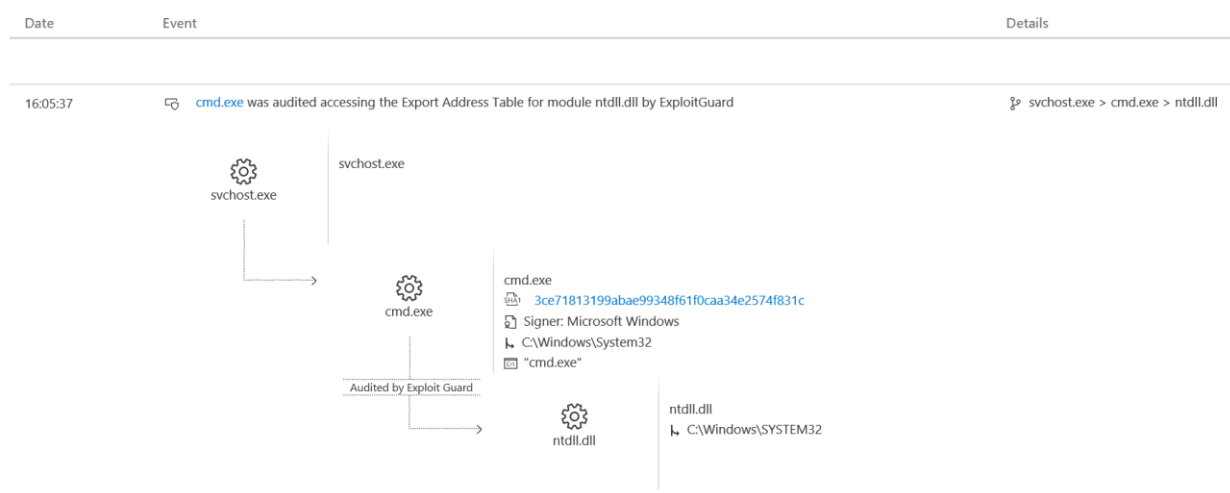 Date Event Details
16:05:37 cmd.exe was audited accessing the Export Address Table for module ntdll.dll by ExploitGuard svchost.exe > cmd.exe > ntdll.dll
svchost.exe
svchost.exe
cmd.exe
cmd.exe
SHA1 3ce71813199abae99348f61f0caa34e2574f831c
Signer: Microsoft Windows
C:\Windows\System32
"cmd.exe"
Audited by Exploit Guard
ntdll.dll
ntdll.dll
C:\Windows\SYSTEM32